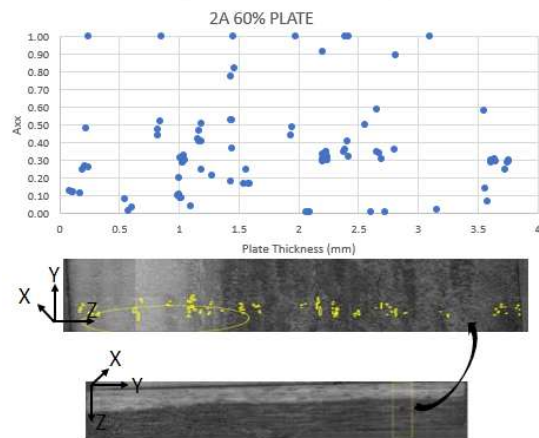 2A 60% PLATE
1.00
0.90
0.80
0.70
0.60
0.50
0.40
0.30
0.20
0.10
0.00
Axx
0 0.5 1 1.5 2 2.5 3 3.5 4
Plate Thickness (mm)
Y
X
Z
X
Y
Z